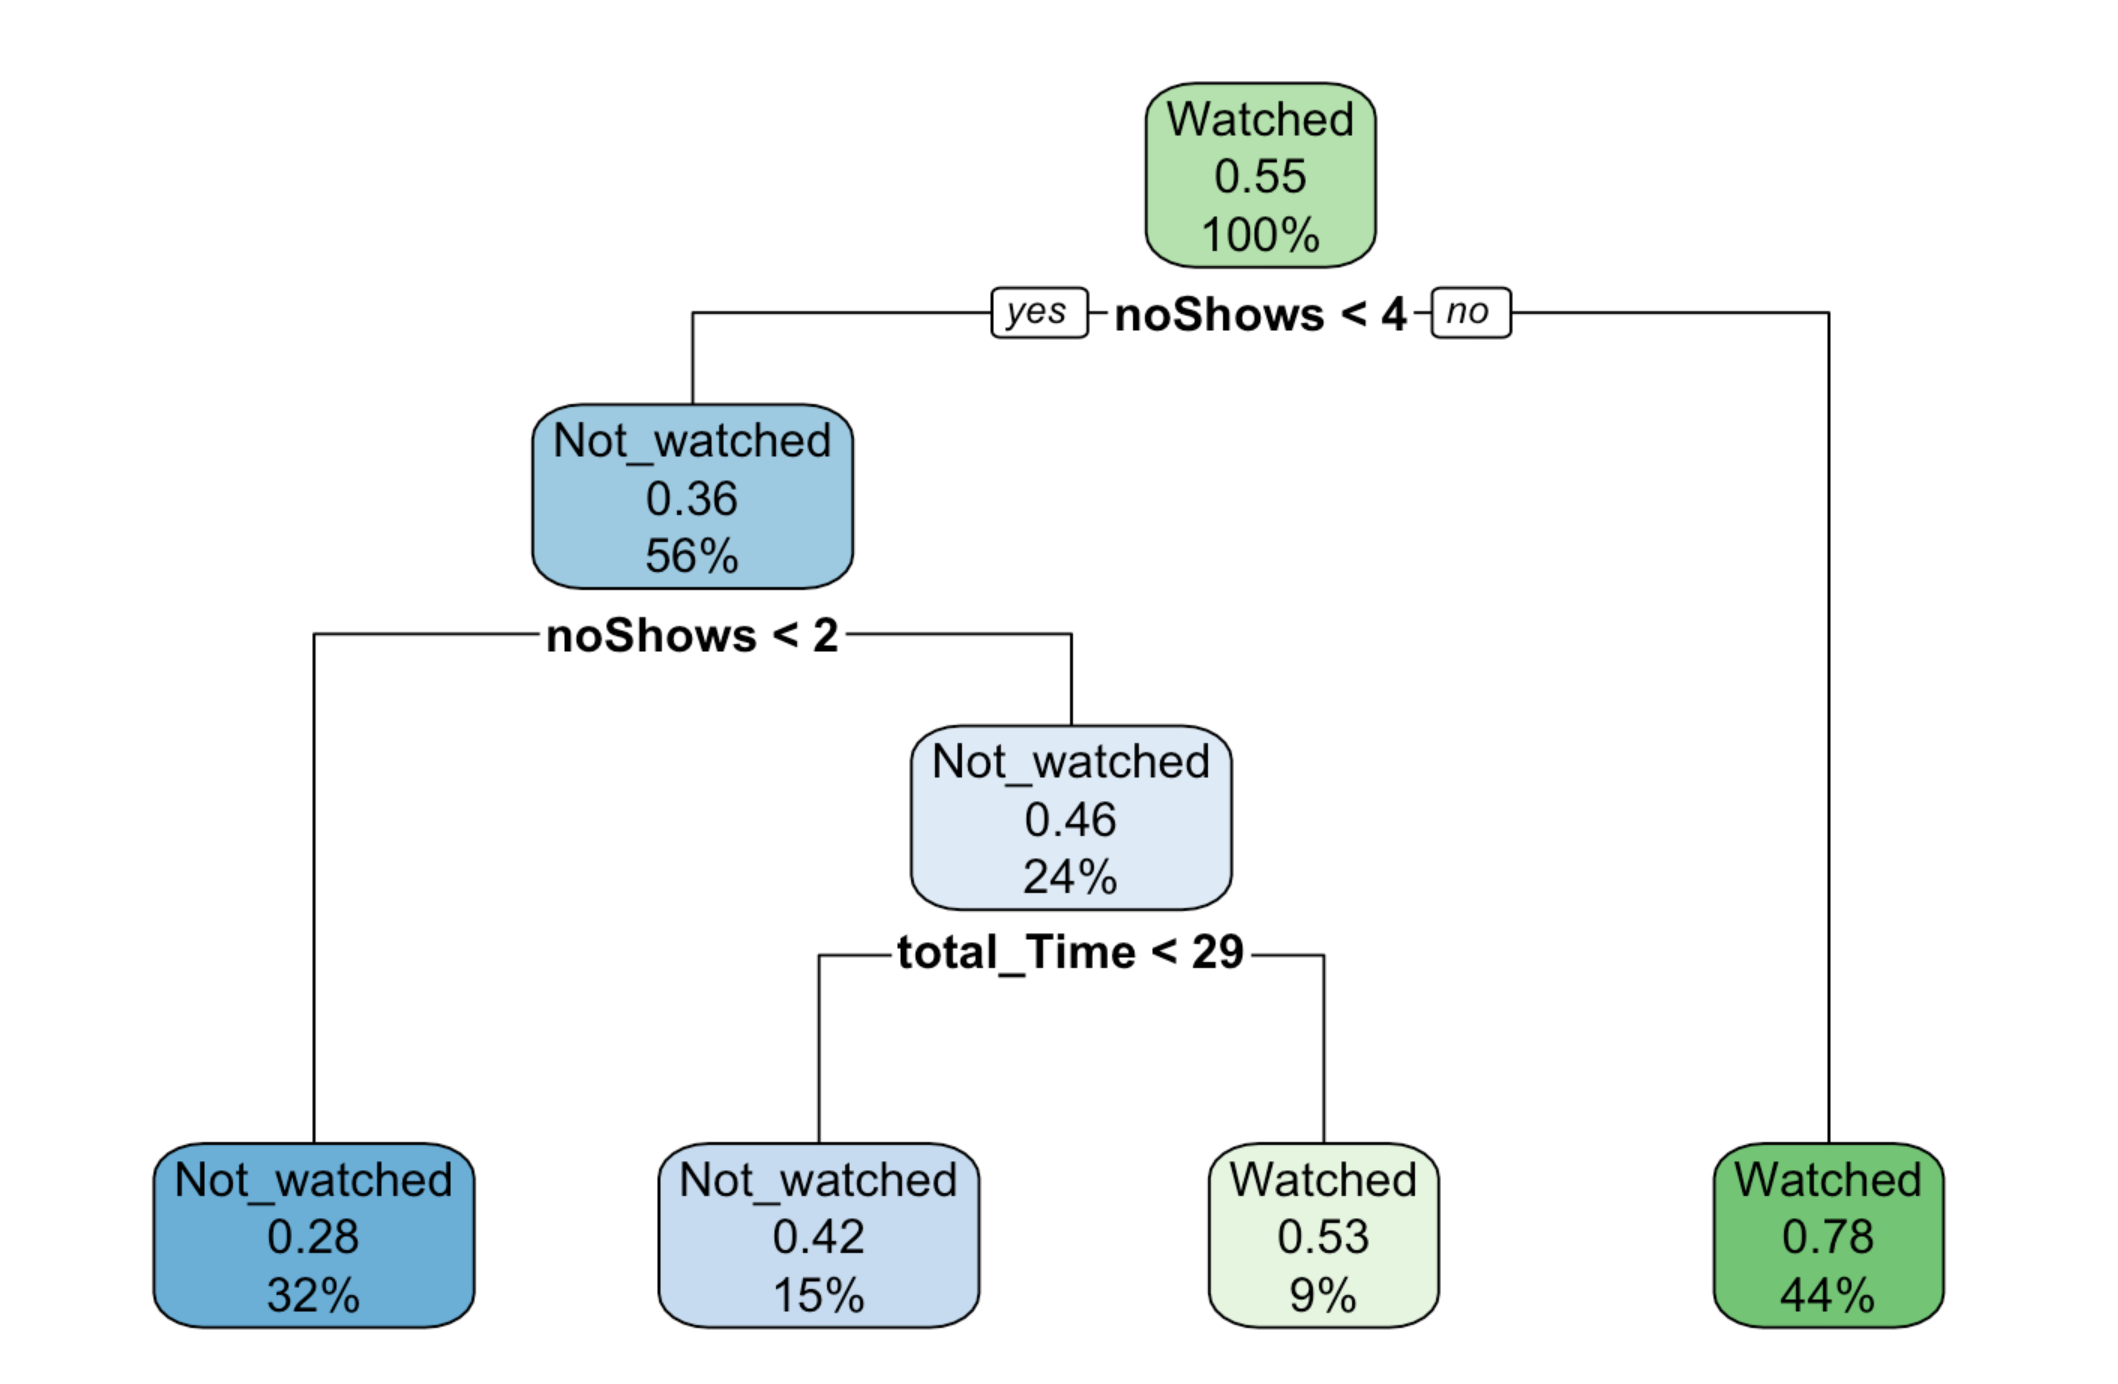 Watched
0.55
100%
yes noShows < 4 no
Not_watched
0.36
56%
noShows < 2
Not_watched
0.46
24%
total_Time < 29
Not_watched
0.28
32%
Not_watched
0.42
15%
Watched
0.53
9%
Watched
0.78
44%